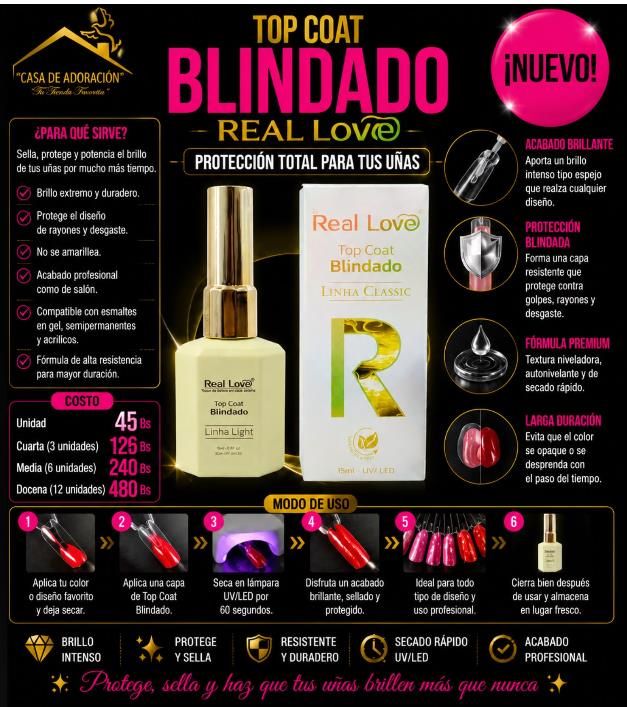 "CASA DE ADORACIÓN"
"Tu Tienda Favorita"
TOP COAT
BLINDADO
REAL Love
PROTECCIÓN TOTAL PARA TUS UÑAS
¡NUEVO!
¿PARA QUÉ SIRVE?
Sella, protege y potencia el brillo
de tus uñas por mucho más tiempo.
Brillo extremo y duradero.
Protege el diseño
de rayones y desgaste.
No se amarillea.
Acabado profesional
como de salón.
Compatible con esmaltes
en gel, semipermanentes
y acrilicos.
Fórmula de alta resistencia
para mayor duración.
COSTO
Unidad 45 Bs
Cuarta (3 unidades) 126 Bs
Media (6 unidades) 240 Bs
Docena (12 unidades) 480 Bs
Real Love
Top Coat
Blindado
Linha Light
Real Love
Top Coat
Blindado
LINHA CLASSIC
R
15ml - UV/ LED
ACABADO BRILLANTE
Aporta un brillo
intenso tipo espejo
que realza cualquier
diseño.
PROTECCIÓN
BLINDADA
Forma una capa
resistente que
protege contra
golpes, rayones y
desgaste.
FÓRMULA PREMIUM
Textura niveladora,
autonivelante y de
secado rápido.
LARGA DURACIÓN
Evita que el color
se opaque o se
desprenda con
el paso del tiempo.
MODO DE USO
1
Aplica tu color
o diseño favorito
y deja secar.
2
Aplica una capa
de Top Coat
Blindado.
3
Seca en lámpara
UV/LED por
60 segundos.
4
Disfruta un acabado
brillante, sellado y
protegido.
5
Ideal para todo
tipo de diseño y
uso profesional.
6
Cierra bien después
de usar y almacena
en lugar fresco.
BRILLO
INTENSO
PROTEGE
Y SELLA
RESISTENTE
Y DURADERO
SECADO RÁPIDO
UV/LED
ACABADO
PROFESIONAL
Protege, sella y haz que tus uñas brillen más que nunca